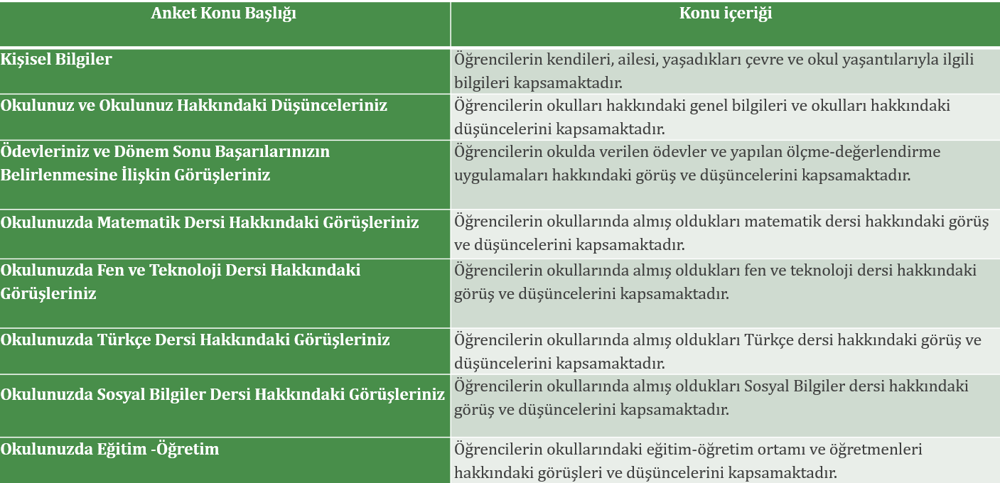 Anket Konu Başlığı
Konu içeriği
Kişisel Bilgiler
Öğrencilerin kendileri, ailesi, yaşadıkları çevre ve okul yaşantılarıyla ilgili
bilgileri kapsamaktadır.
Okulunuz ve Okulunuz Hakkındaki Düşünceleriniz
Öğrencilerin okulları hakkındaki genel bilgileri ve okulları hakkındaki
düşüncelerini kapsamaktadır.
Ödevleriniz ve Dönem Sonu Başarılarınızın
Belirlenmesine İlişkin Görüşleriniz
Öğrencilerin okulda verilen ödevler ve yapılan ölçme-değerlendirme
uygulamaları hakkındaki görüş ve düşüncelerini kapsamaktadır.
Okulunuzda Matematik Dersi Hakkındaki Görüşleriniz
Öğrencilerin okullarında almış oldukları matematik dersi hakkındaki görüş
ve düşüncelerini kapsamaktadır.
Okulunuzda Fen ve Teknoloji Dersi Hakkındaki
Görüşleriniz
Öğrencilerin okullarında almış oldukları fen ve teknoloji dersi hakkındaki
görüş ve düşüncelerini kapsamaktadır.
Okulunuzda Türkçe Dersi Hakkındaki Görüşleriniz
Öğrencilerin okullarında almış oldukları Türkçe dersi hakkındaki görüş ve
düşüncelerini kapsamaktadır.
Okulunuzda Sosyal Bilgiler Dersi Hakkındaki Görüşleriniz
Öğrencilerin okullarında almış oldukları Sosyal Bilgiler dersi hakkındaki
görüş ve düşüncelerini kapsamaktadır.
Okulunuzda Eğitim -Öğretim
Öğrencilerin okullarındaki eğitim-öğretim ortamı ve öğretmenleri
hakkındaki görüşleri ve düşüncelerini kapsamaktadır.